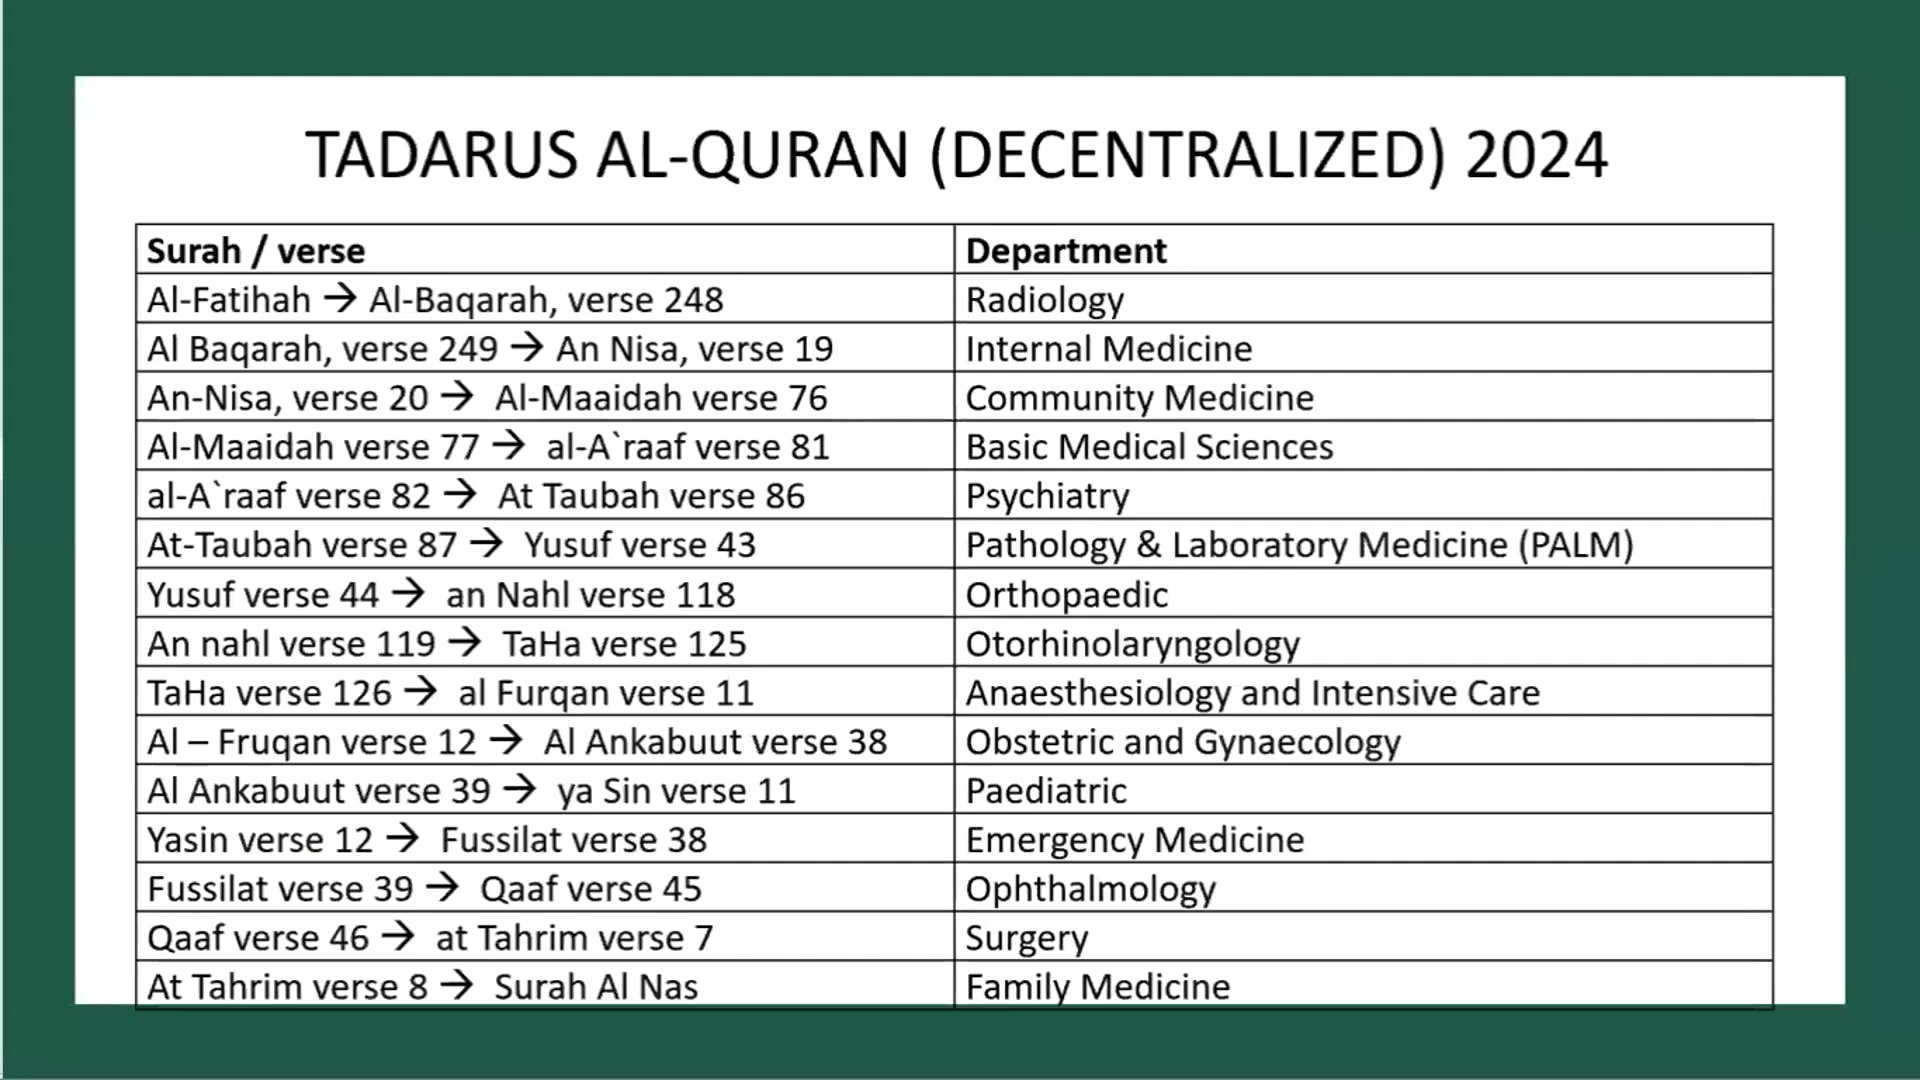 TADARUS AL-QURAN (DECENTRALIZED) 2024
Surah / verse Department
Al-Fatihah → Al-Baqarah, verse 248 Radiology
Al Baqarah, verse 249 → An Nisa, verse 19 Internal Medicine
An-Nisa, verse 20 → Al-Maaidah verse 76 Community Medicine
Al-Maaidah verse 77 → al-A`raaf verse 81 Basic Medical Sciences
al-A`raaf verse 82 → At Taubah verse 86 Psychiatry
At-Taubah verse 87 → Yusuf verse 43 Pathology & Laboratory Medicine (PALM)
Yusuf verse 44 → an Nahl verse 118 Orthopaedic
An nahl verse 119 → TaHa verse 125 Otorhinolaryngology
TaHa verse 126 → al Furqan verse 11 Anaesthesiology and Intensive Care
Al – Fruqan verse 12 → Al Ankabuut verse 38 Obstetric and Gynaecology
Al Ankabuut verse 39 → ya Sin verse 11 Paediatric
Yasin verse 12 → Fussilat verse 38 Emergency Medicine
Fussilat verse 39 → Qaaf verse 45 Ophthalmology
Qaaf verse 46 → at Tahrim verse 7 Surgery
At Tahrim verse 8 → Surah Al Nas Family Medicine